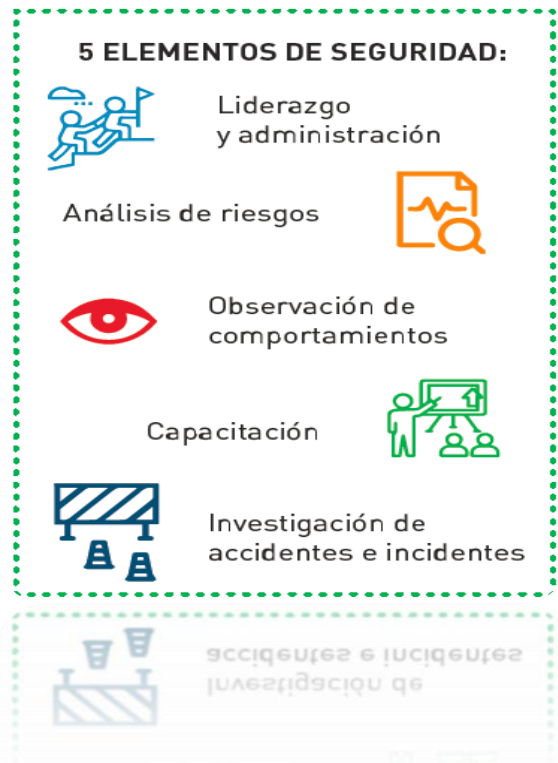 5 ELEMENTOS DE SEGURIDAD:
Liderazgo
y administración
Análisis de riesgos
Observación de
comportamientos
Capacitación
Investigación de
accidentes e incidentes